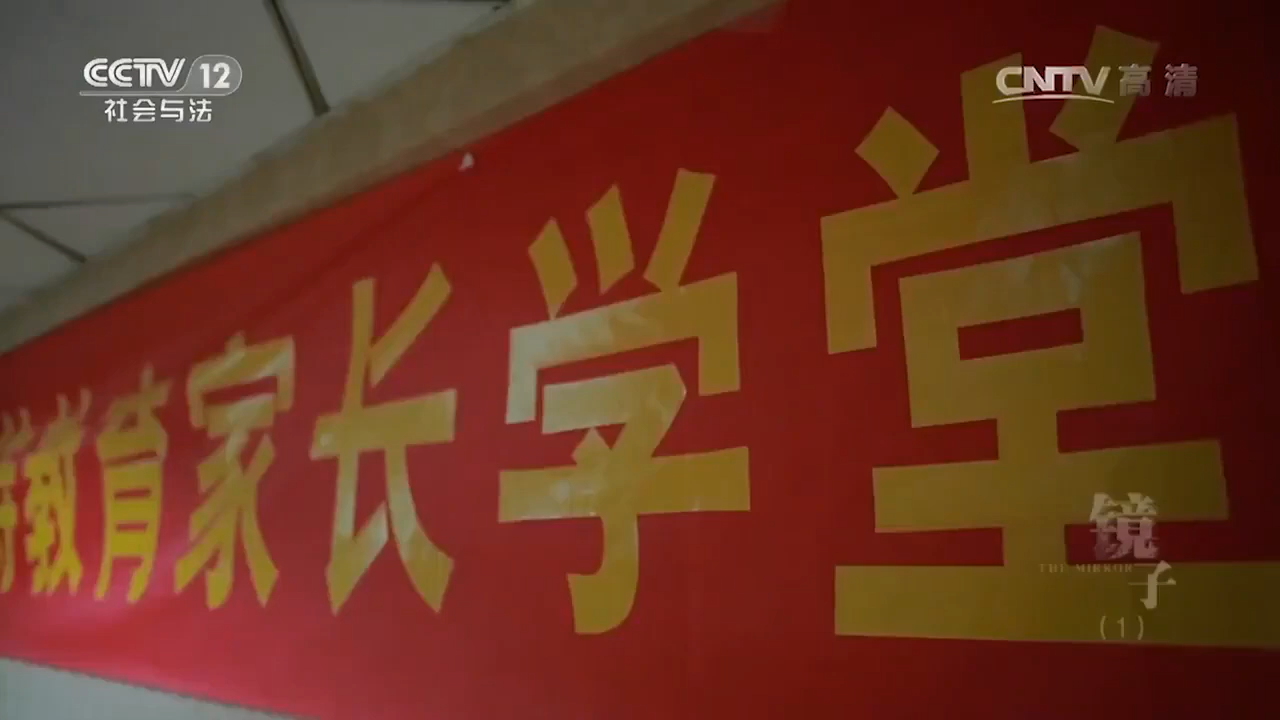 CCTV 12
社会与法
CNTV 高清
教育家长学堂
镜子
THE MIRROR
(1)